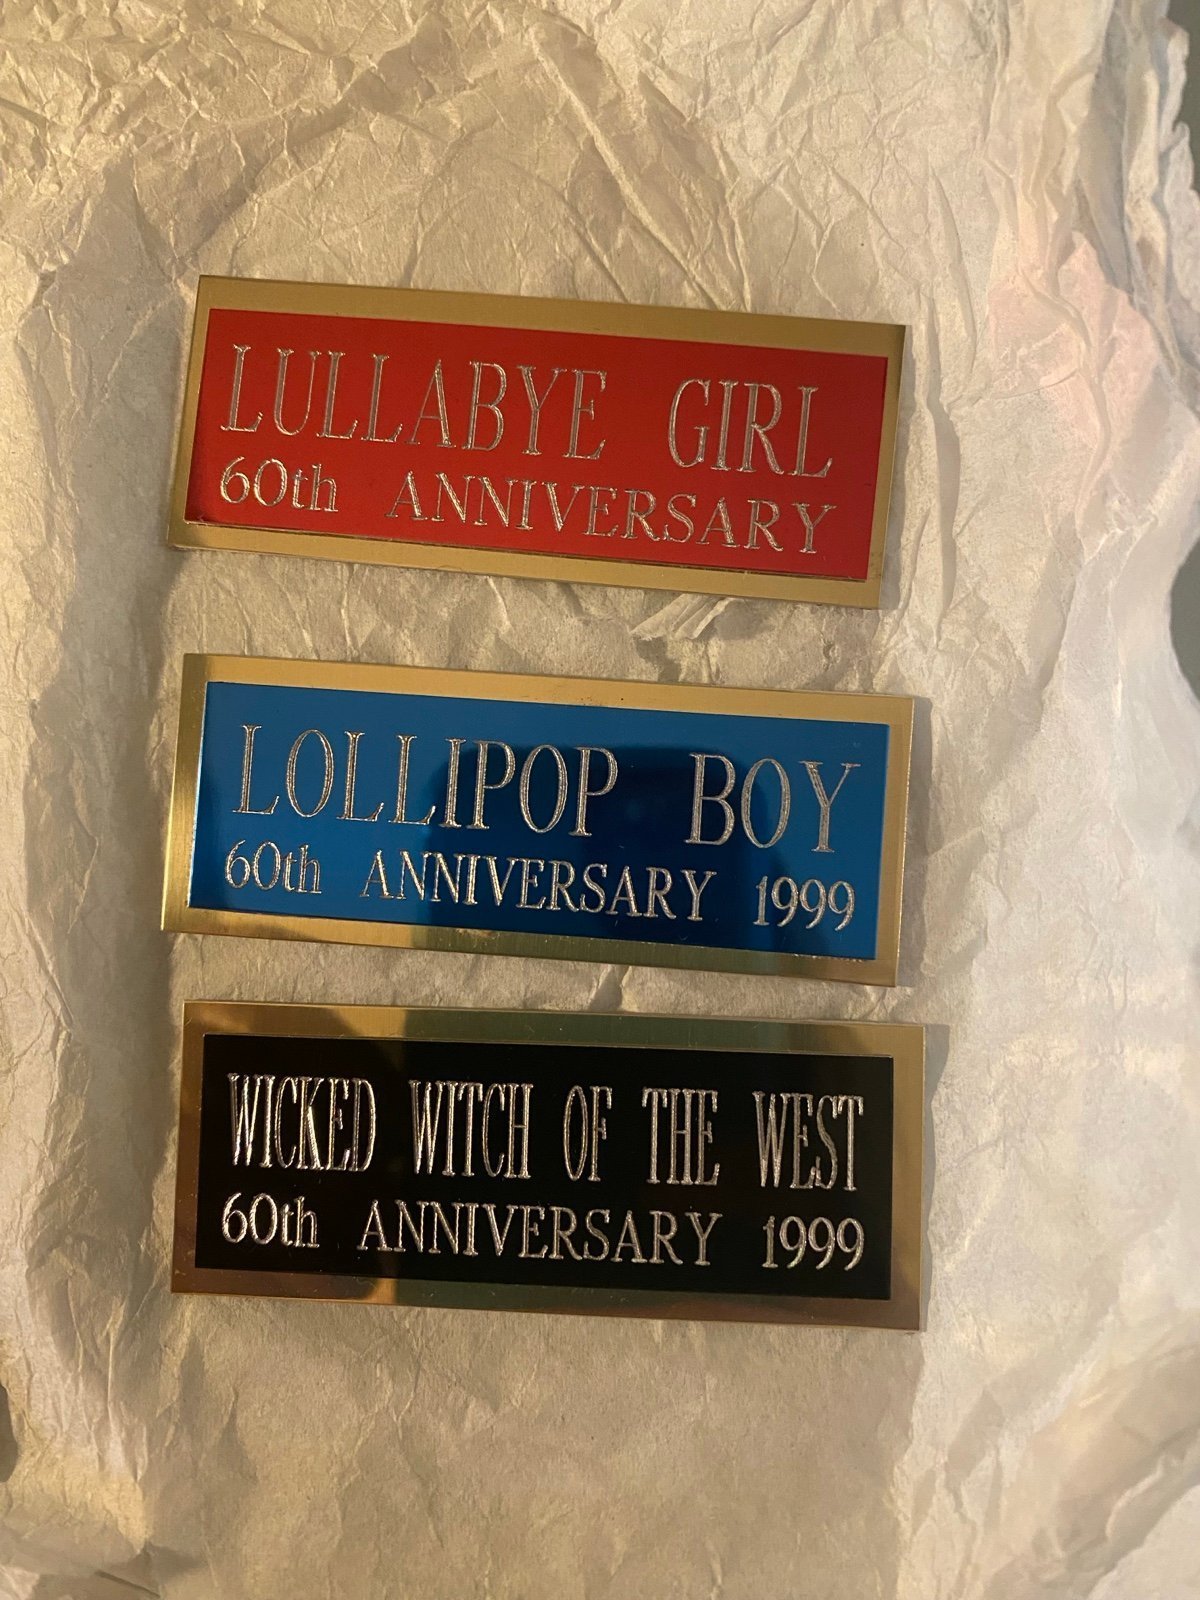 LULLABYE GIRL
60th ANNIVERSARY
LOLLIPOP BOY
60th ANNIVERSARY 1999
WICKED WITCH OF THE WEST
60th ANNIVERSARY 1999